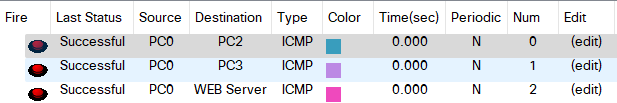 Fire Last Status Source Destination Type Color Time(sec) Periodic Num Edit
Successful PC0 PC2 ICMP 0.000 N 0 (edit)
Successful PC0 PC3 ICMP 0.000 N 1 (edit)
Successful PC0 WEB Server ICMP 0.000 N 2 (edit)